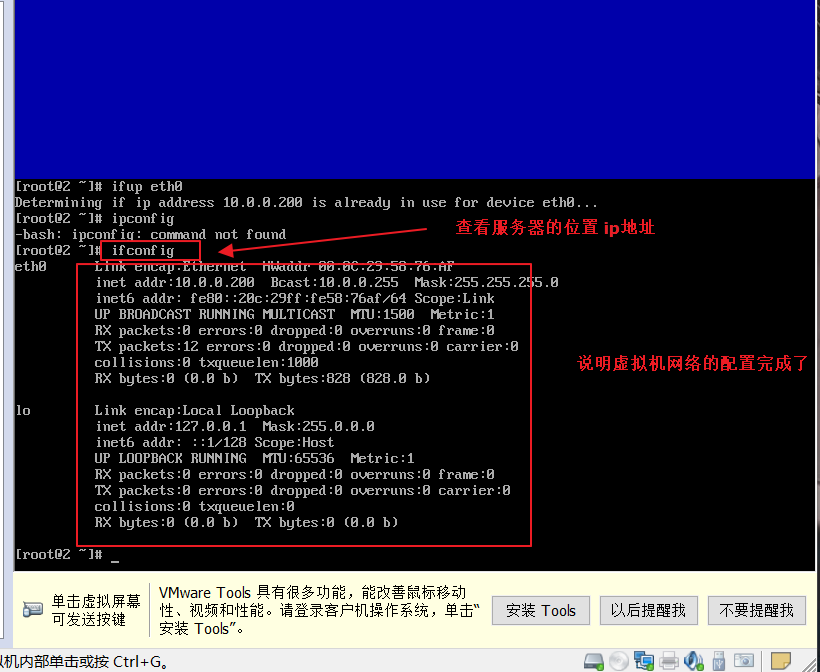 [root@2 ~]# ifup eth0
Determining if ip address 10.0.0.200 is already in use for device eth0...
[root@2 ~]# ipconfig
-bash: ipconfig: command not found
[root@2 ~]# ifconfig
查看服务器的位置 ip地址
eth0 Link encap:Ethernet HWaddr 00:0C:29:58:76:AF
inet addr:10.0.0.200 Bcast:10.0.0.255 Mask:255.255.255.0
inet6 addr: fe80::20c:29ff:fe58:76af/64 Scope:Link
UP BROADCAST RUNNING MULTICAST MTU:1500 Metric:1
RX packets:0 errors:0 dropped:0 overruns:0 frame:0
TX packets:12 errors:0 dropped:0 overruns:0 carrier:0
collisions:0 txqueuelen:1000
RX bytes:0 (0.0 b) TX bytes:828 (828.0 b)
说明虚拟机网络的配置完成了
lo Link encap:Local Loopback
inet addr:127.0.0.1 Mask:255.0.0.0
inet6 addr: ::1/128 Scope:Host
UP LOOPBACK RUNNING MTU:65536 Metric:1
RX packets:0 errors:0 dropped:0 overruns:0 frame:0
TX packets:0 errors:0 dropped:0 overruns:0 carrier:0
collisions:0 txqueuelen:0
RX bytes:0 (0.0 b) TX bytes:0 (0.0 b)
[root@2 ~]# _
单击虚拟屏幕
可发送按键
VMware Tools 具有很多功能，能改善鼠标移动
性、视频和性能。请登录客户机操作系统，单击“
安装 Tools”。
安装 Tools
以后提醒我
不要提醒我
机内部单击或按 Ctrl+G。